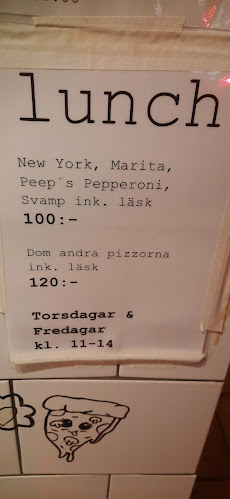 lunch
New York, Marita,
Peep´s Pepperoni,
Svamp ink. läsk
100:-
Dom andra pizzorna
ink. läsk
120:-
Torsdagar &
Fredagar
kl. 11-14